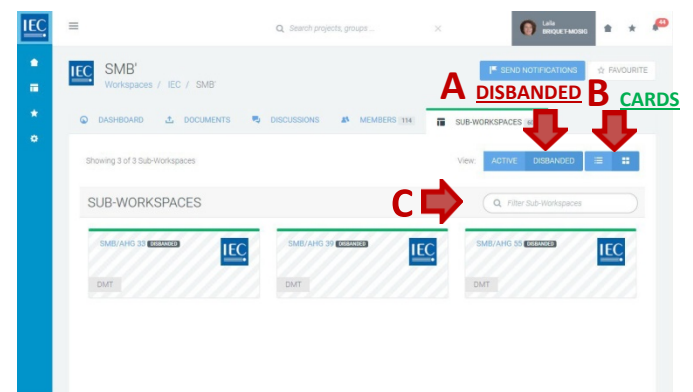 IEC
Search projects, groups ...
Laila
BRIQUET-MOSIG
44
IEC
SMB'
Workspaces / IEC / SMB'
SEND NOTIFICATIONS
FAVOURITE
A DISBANDED B CARDS
DASHBOARD DOCUMENTS DISCUSSIONS MEMBERS 114 SUB-WORKSPACES
Showing 3 of 3 Sub-Workspaces
View: ACTIVE DISBANDED
SUB-WORKSPACES
C
Filter Sub-Workspaces
SMB/AHG 33 DISBANDED
IEC
DMT
SMB/AHG 39 DISBANDED
IEC
DMT
SMB/AHG 55 DISBANDED
IEC
DMT